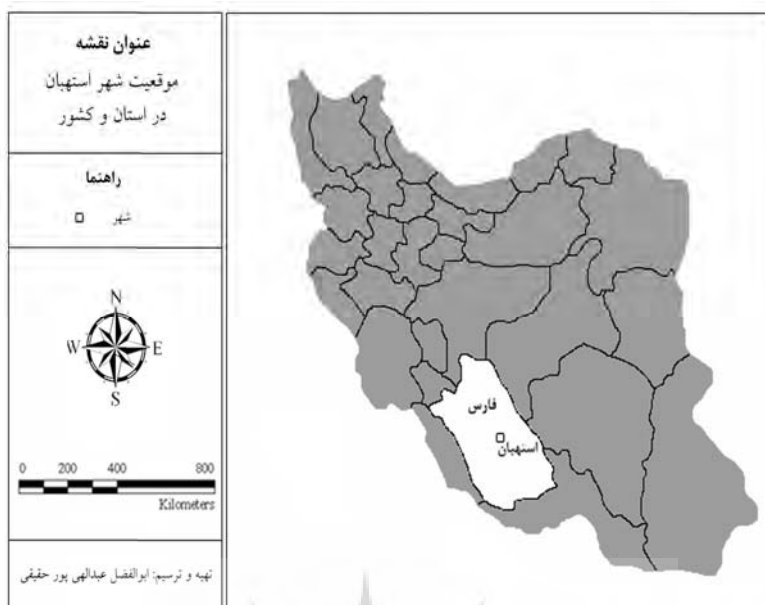 عنوان نقشه
موقعیت شهر استهبان
در استان و کشور
راهنما
شهر
N
W E
S
0 200 400 800
Kilometers
تهیه و ترسیم: ابوالفضل عبدالهی پور حقیقی
فارس
استهبان